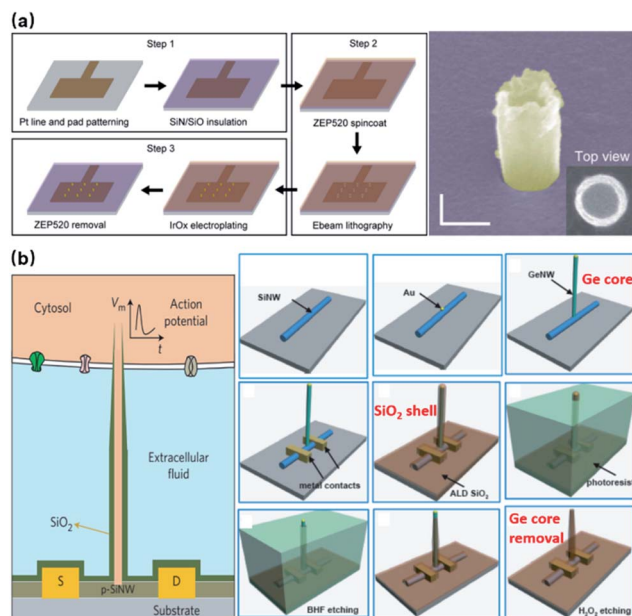 (a)
Step 1
Step 2
Pt line and pad patterning
SiN/SiO insulation
ZEP520 spincoat
Step 3
ZEP520 removal
IrOx electroplating
Ebeam lithography
Top view
(b)
Cytosol
Vm
t
Action
potential
Extracellular
fluid
SiO2
S
D
p-SiNW
Substrate
SiNW
Au
GeNW
Ge core
metal contacts
SiO2 shell
ALD SiO2
photoresist
BHF etching
Ge core
removal
H2O2 etching